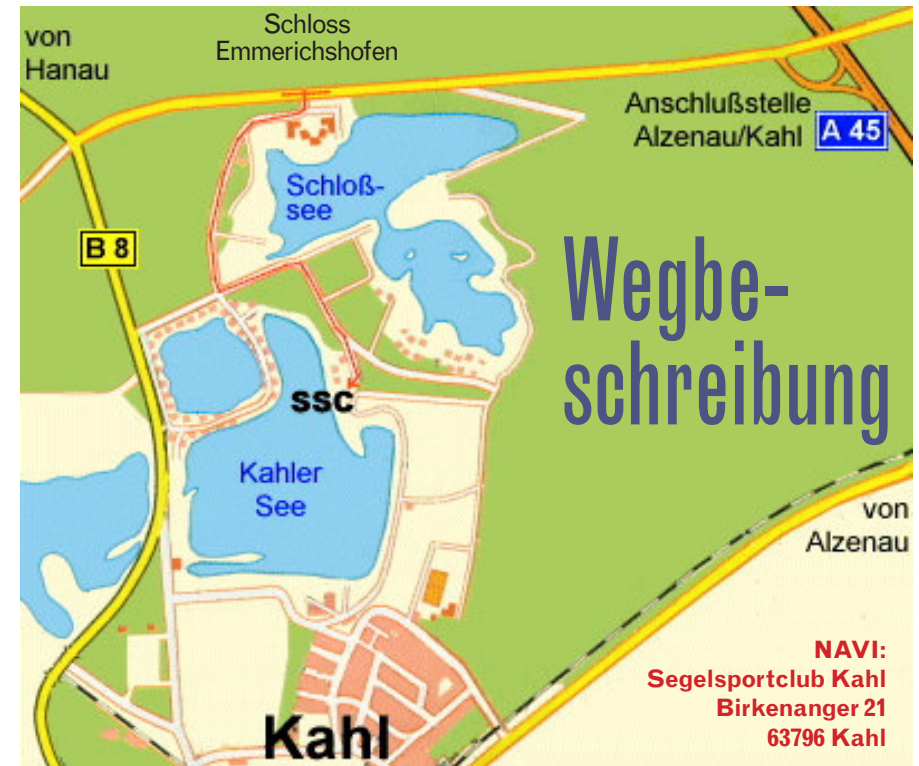 von
Hanau
Schloss
Emmerichshofen
Anschlußstelle
Alzenau/Kahl
A 45
Schloß-
see
B 8
Wegbe-
schreibung
ssc
Kahler
See
von
Alzenau
NAVI:
Segelsportclub Kahl
Birkenanger 21
63796 Kahl
Kahl